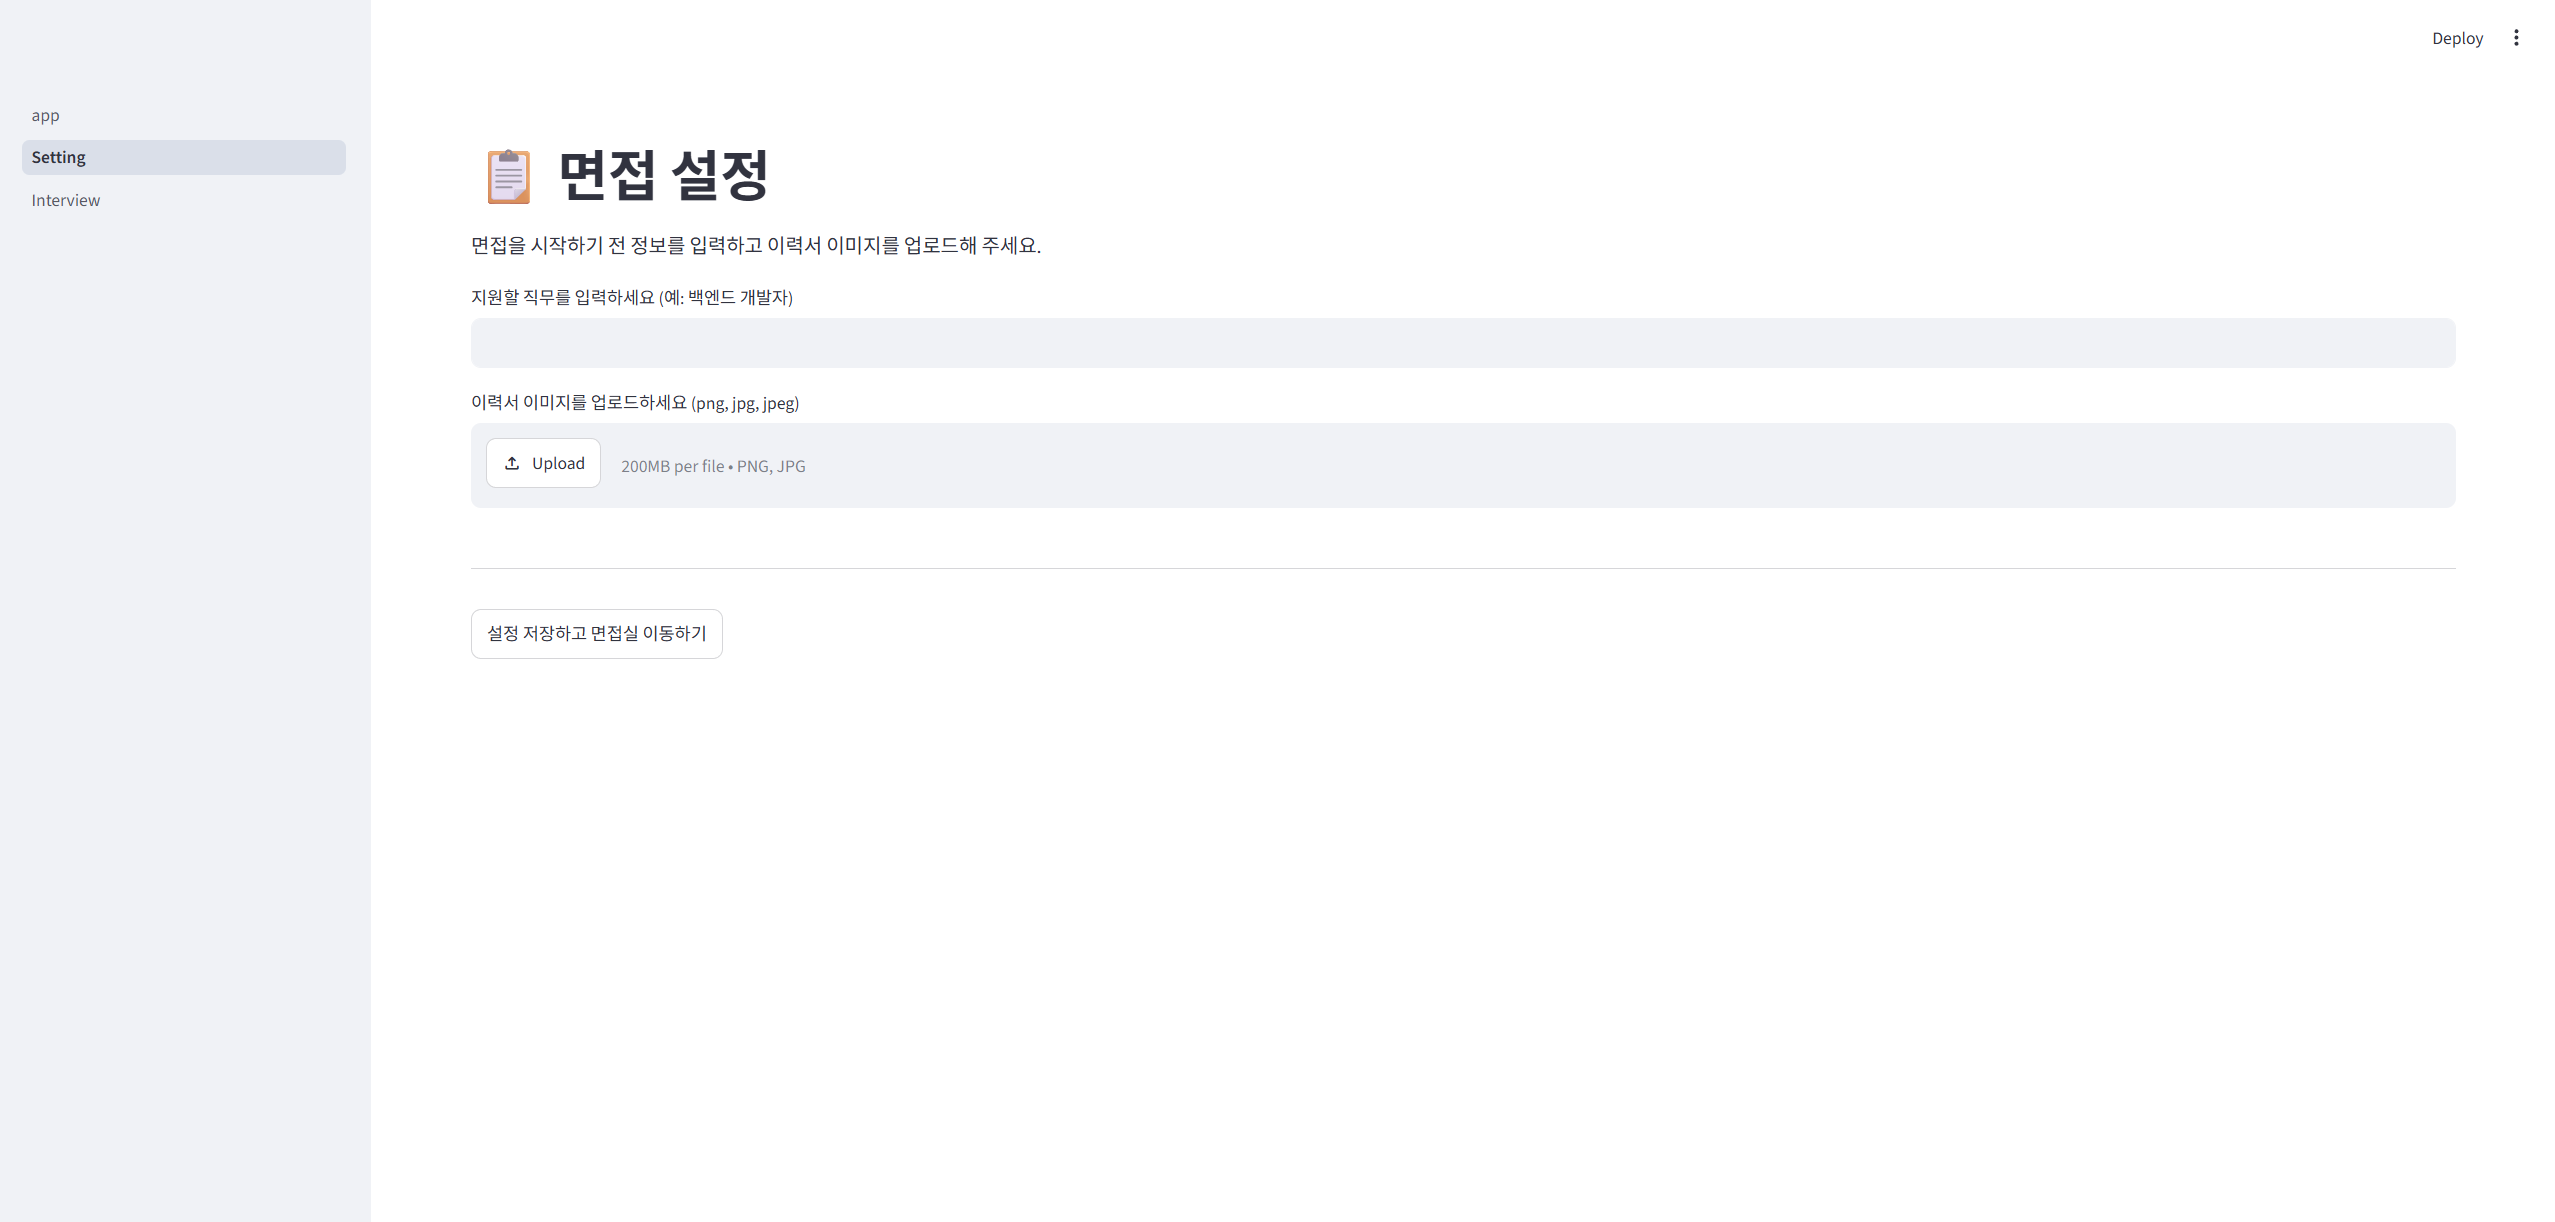 Deploy
app
Setting
Interview
면접 설정
면접을 시작하기 전 정보를 입력하고 이력서 이미지를 업로드해 주세요.
지원할 직무를 입력하세요 (예: 백엔드 개발자)
이력서 이미지를 업로드하세요 (png, jpg, jpeg)
Upload
200MB per file • PNG, JPG
설정 저장하고 면접실 이동하기